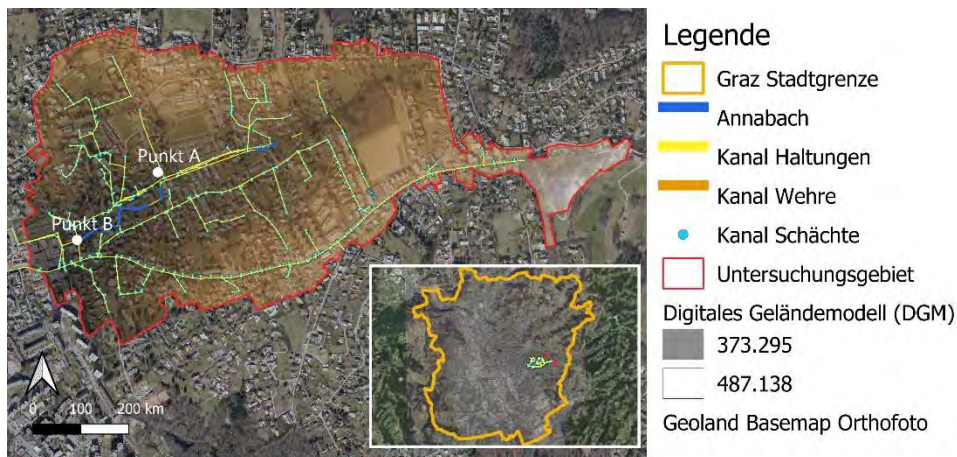 Punkt A
Punkt B
0 100 200 km
Legende
Graz Stadtgrenze
Annabach
Kanal Haltungen
Kanal Wehre
Kanal Schächte
Untersuchungsgebiet
Digitales Geländemodell (DGM)
373.295
487.138
Geoland Basemap Orthofoto